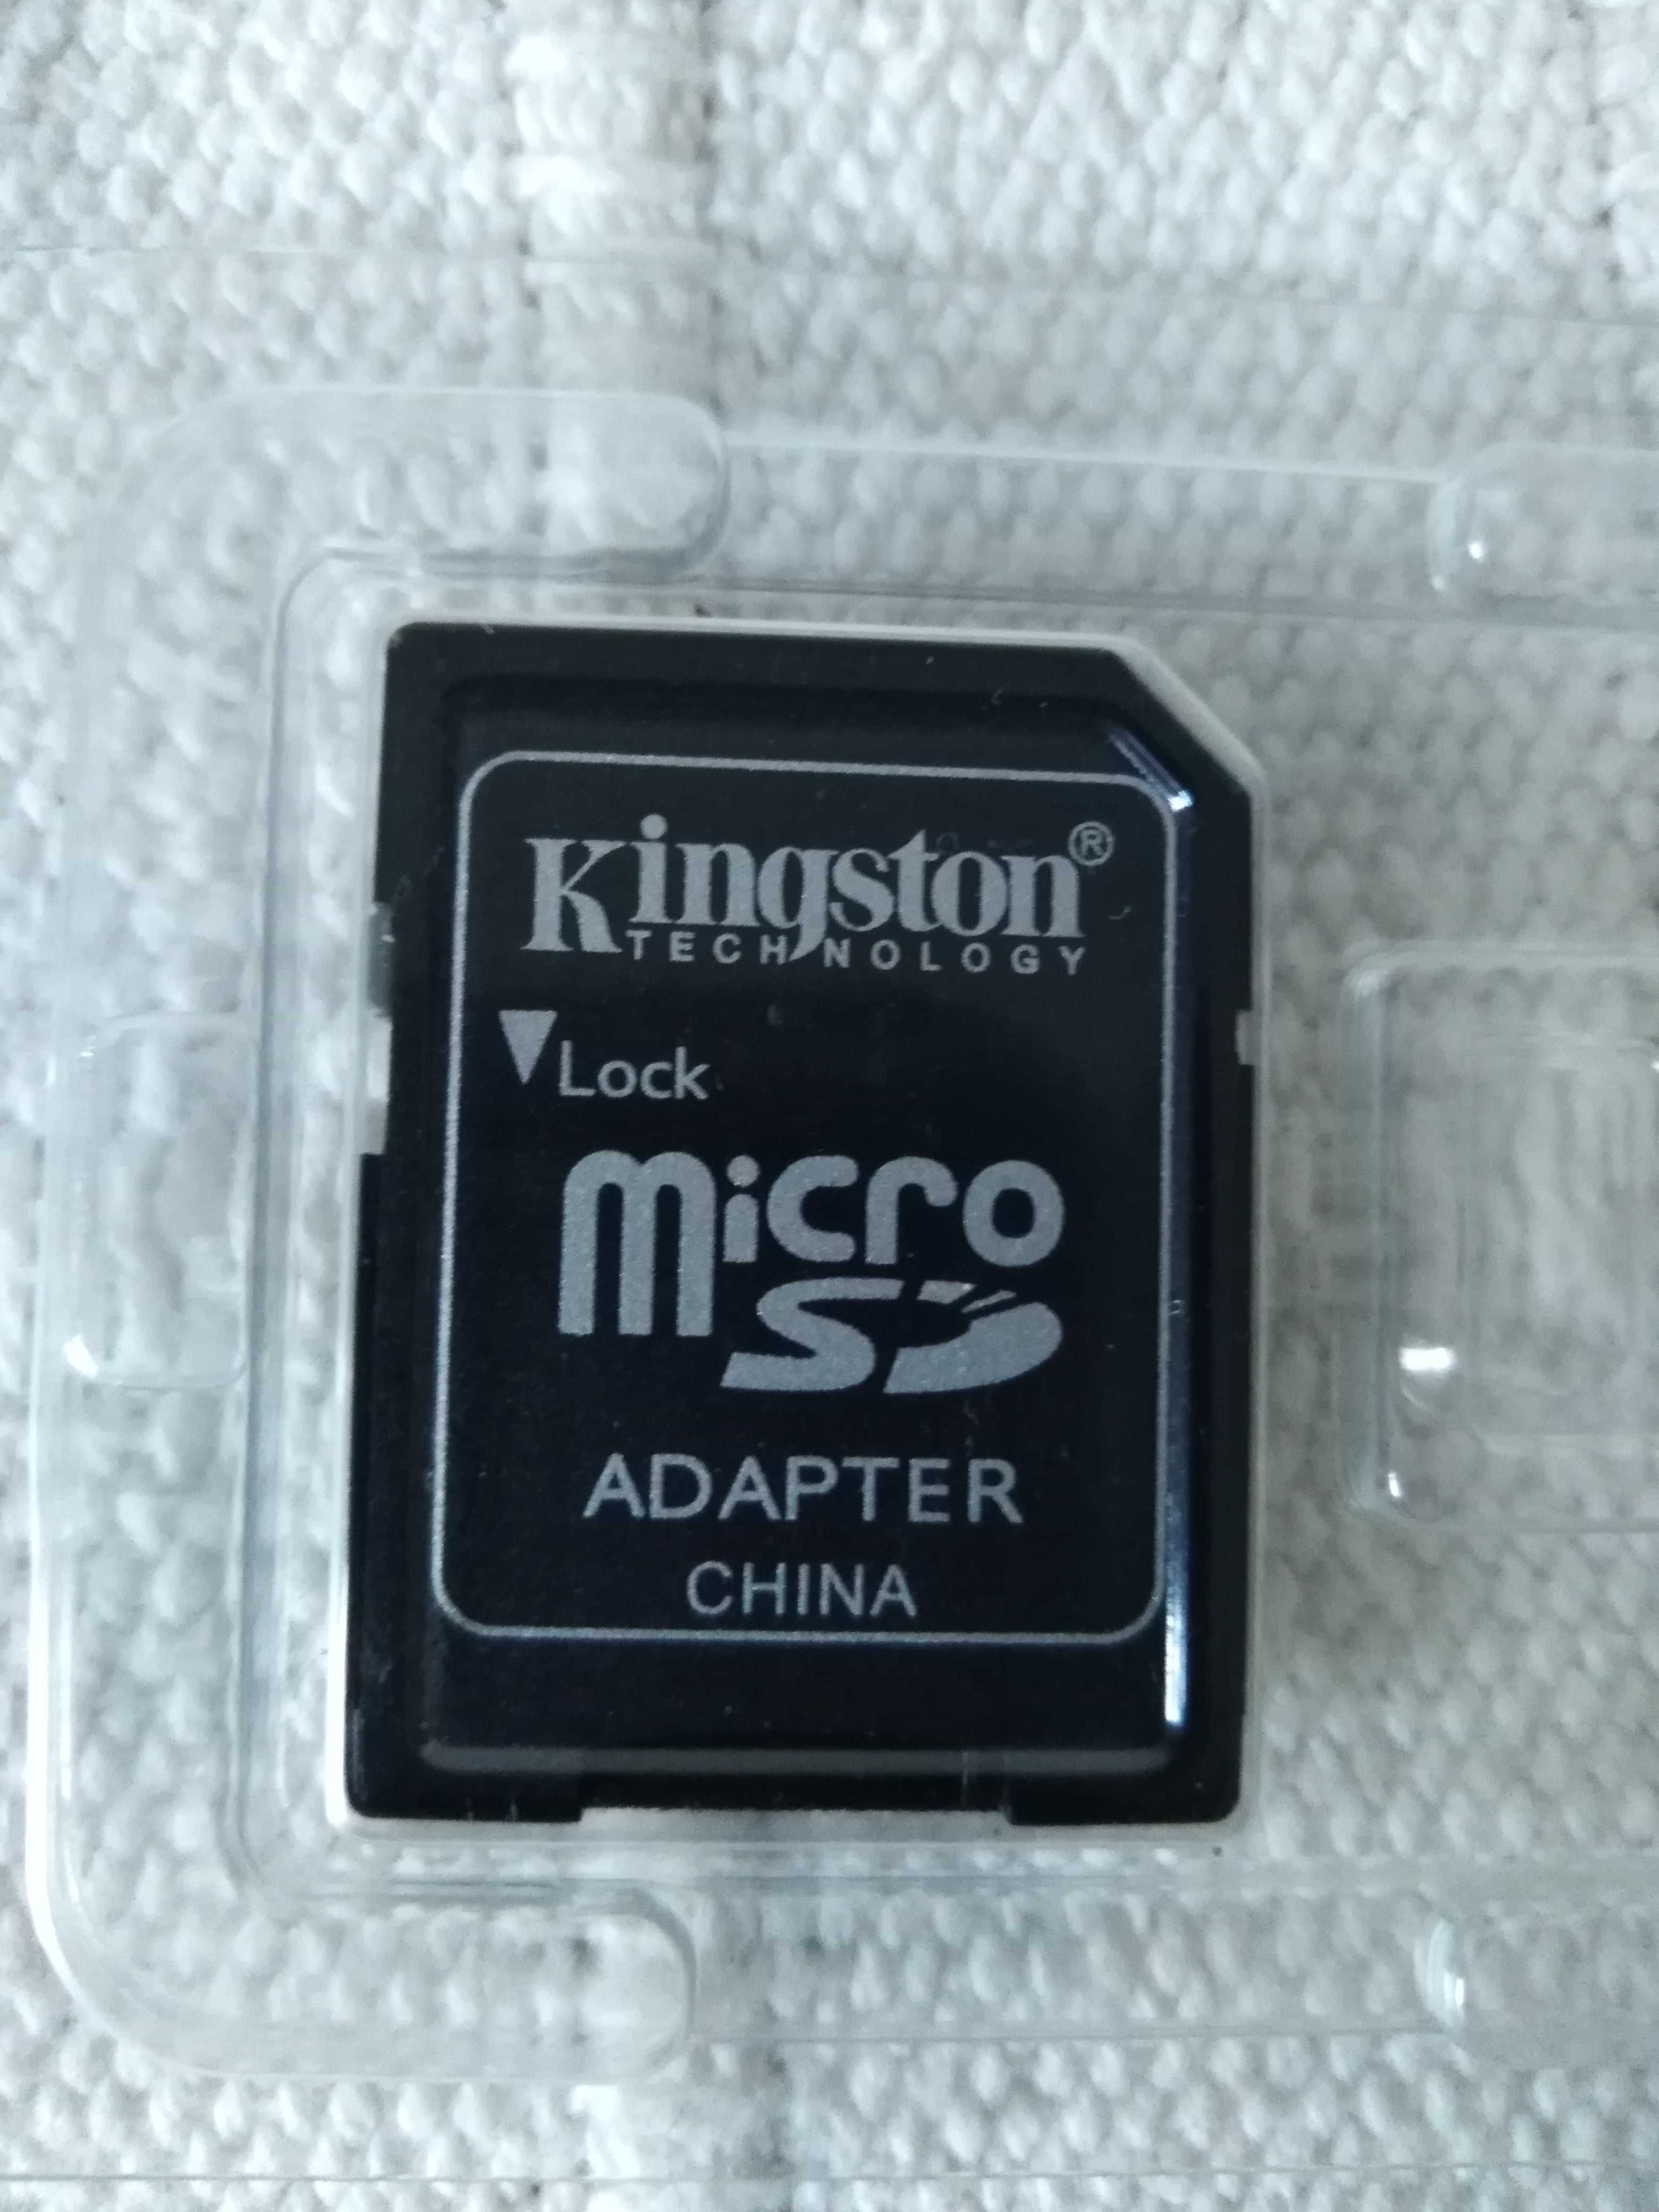 Kingston®
TECHNOLOGY
Lock
micro
SD
ADAPTER
CHINA